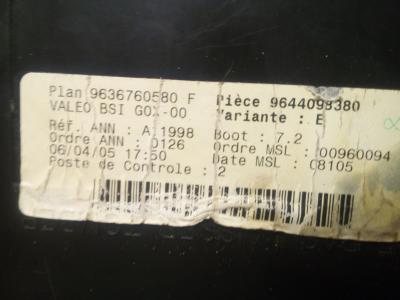 Plan 9636760580 F
VALEO BSI G0X-00
Réf. ANN : A 1998
Ordre ANN : 0126
06/04/05 17:50
Poste de Controle : 2
Pièce 9644099380
Variante : E
Boot : 7.2
Ordre MSL : 00960094
Date MSL : 08105